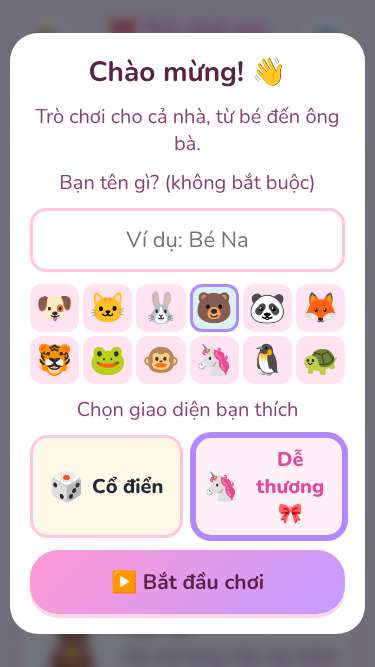 Chào mừng! 👋
Trò chơi cho cả nhà, từ bé đến ông
bà.
Bạn tên gì? (không bắt buộc)
Ví dụ: Bé Na
Chọn giao diện bạn thích
Cổ điển
Dễ
thương
🎀
▶️ Bắt đầu chơi